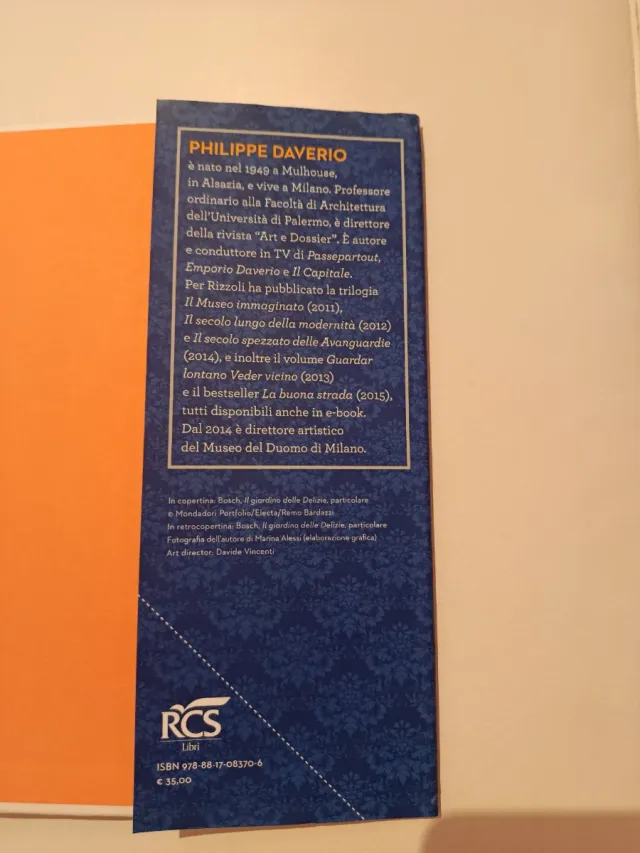 PHILIPPE DAVERIO
è nato nel 1949 a Mulhouse,
in Alsazia, e vive a Milano. Professore
ordinario alla Facoltà di Architettura
dell'Università di Palermo, è direttore
della rivista "Art e Dossier". È autore
e conduttore in TV di Passepartout,
Emporio Daverio e Il Capitale.
Per Rizzoli ha pubblicato la trilogia
Il Museo immaginato (2011),
Il secolo lungo della modernità (2012)
e Il secolo spezzato delle Avanguardie
(2014), e inoltre il volume Guardar
lontano Veder vicino (2013)
e il bestseller La buona strada (2015),
tutti disponibili anche in e-book.
Dal 2014 è direttore artistico
del Museo del Duomo di Milano.
In copertina: Bosch, Il giardino delle Delizie, particolare
© Mondadori Portfolio/Electa/Remo Bardazzi
In retrocopertina: Bosch, Il giardino delle Delizie, particolare
Fotografia dell'autore di Marina Alessi (elaborazione grafica)
Art director: Davide Vincenti
RCS
Libri
ISBN 978-88-17-08370-6
€ 35,00